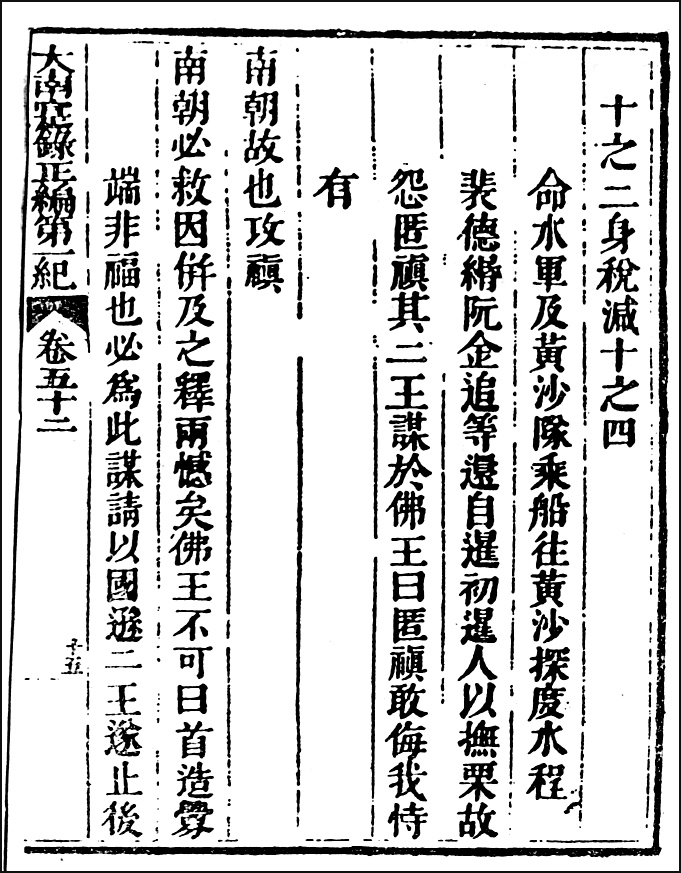 十之二身稅減十之四
命水軍及黃沙隊乘船往黃沙探度水程
裴德緡阮金追等還自暹初暹人以撫栗故
怨匿禛其二王謀於佛王曰匿禛敢侮我恃
有
南朝故也攻禛
南朝必救因併及之釋兩憾矣佛王不可曰首造釁
端非福也必為此謀請以國遜二王遂止後
大南寔錄正編第一紀 卷五十二
十五